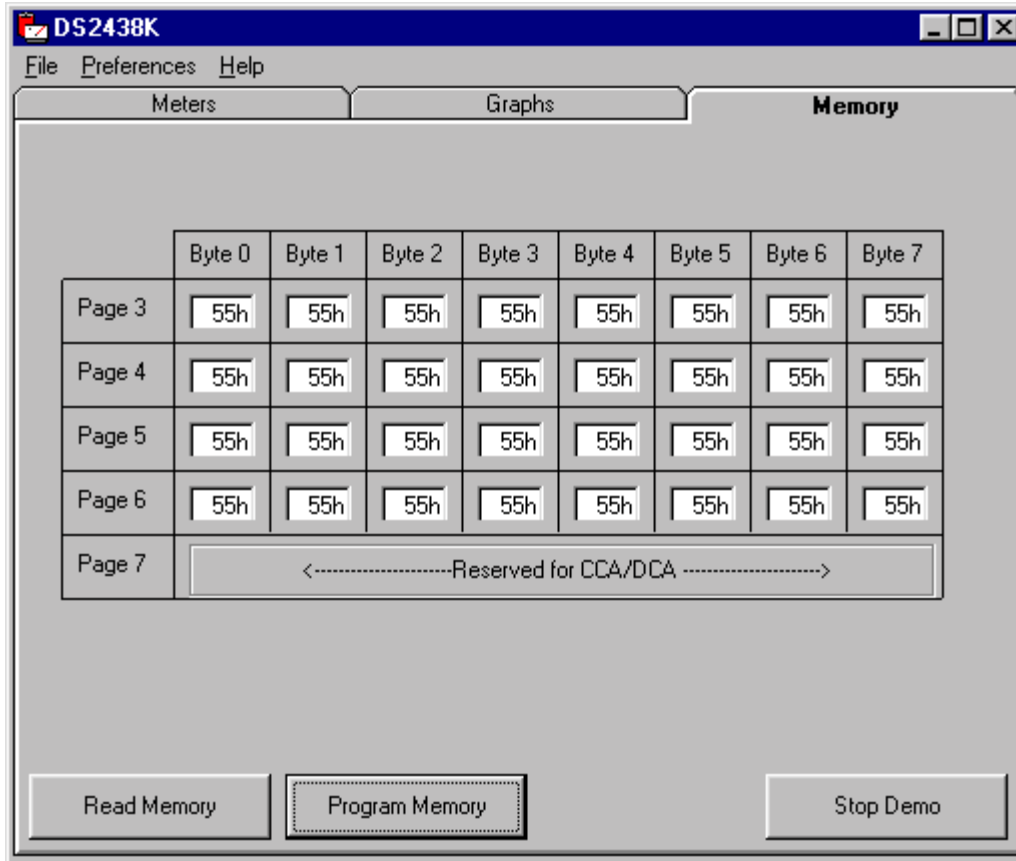 DS2438K
File Preferences Help
Meters Graphs Memory
Byte 0 Byte 1 Byte 2 Byte 3 Byte 4 Byte 5 Byte 6 Byte 7
Page 3 55h 55h 55h 55h 55h 55h 55h 55h
Page 4 55h 55h 55h 55h 55h 55h 55h 55h
Page 5 55h 55h 55h 55h 55h 55h 55h 55h
Page 6 55h 55h 55h 55h 55h 55h 55h 55h
Page 7 <---------------------Reserved for CCA/DCA -------------------->
Read Memory Program Memory Stop Demo